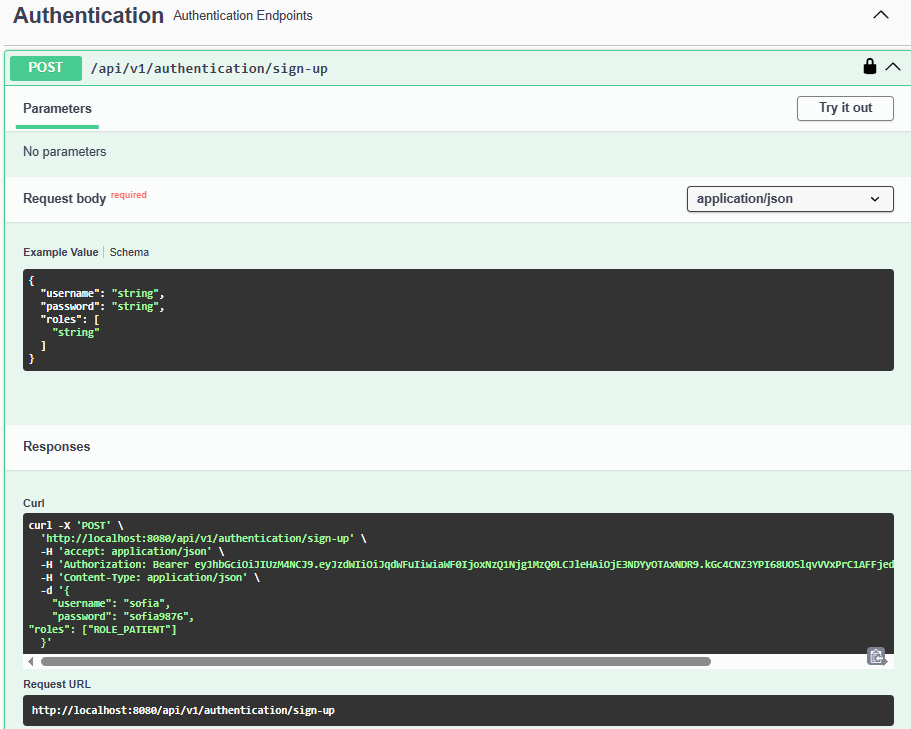 Authentication Authentication Endpoints
POST /api/v1/authentication/sign-up
Parameters
Try it out
No parameters
Request body required
application/json
Example Value Schema
{
  "username": "string",
  "password": "string",
  "roles": [
    "string"
  ]
}
Responses
Curl
curl -X 'POST' \
  'http://localhost:8080/api/v1/authentication/sign-up' \
  -H 'accept: application/json' \
  -H 'Authorization: Bearer eyJhbGciOiJIUzM4NCJ9.eyJzdWIiOiJqdWFuIiwiaWF0IjoxNzQ1Njg1MzQ0LCJleHAiOjE3NDYyOTAxNDR9.kGc4CNZ3YPI68UO5lqvVVxPrC1AFFjed
  -H 'Content-Type: application/json' \
  -d '{
    "username": "sofia",
    "password": "sofia9876",
"roles": ["ROLE_PATIENT"]
  }'
Request URL
http://localhost:8080/api/v1/authentication/sign-up